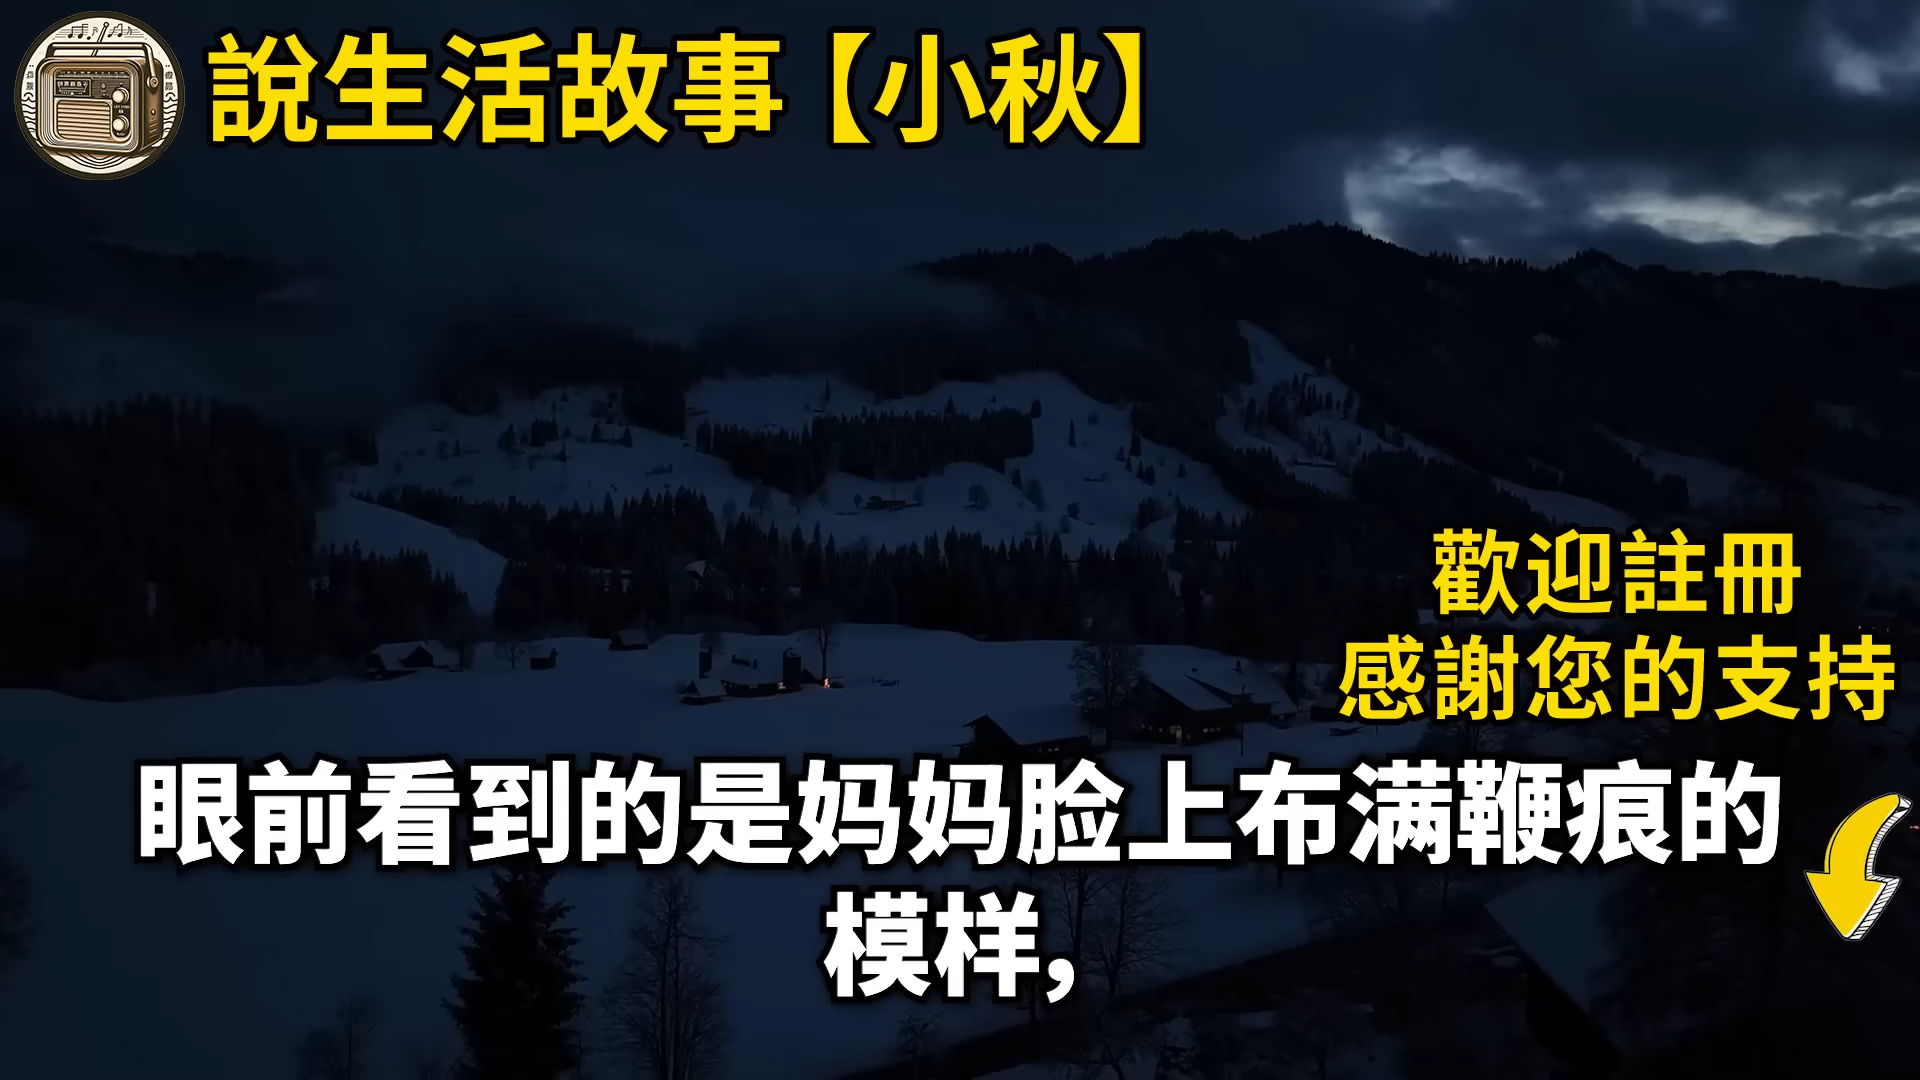 說生活故事【小秋】
歡迎註冊
感謝您的支持
眼前看到的是妈妈脸上布满鞭痕的
模样,